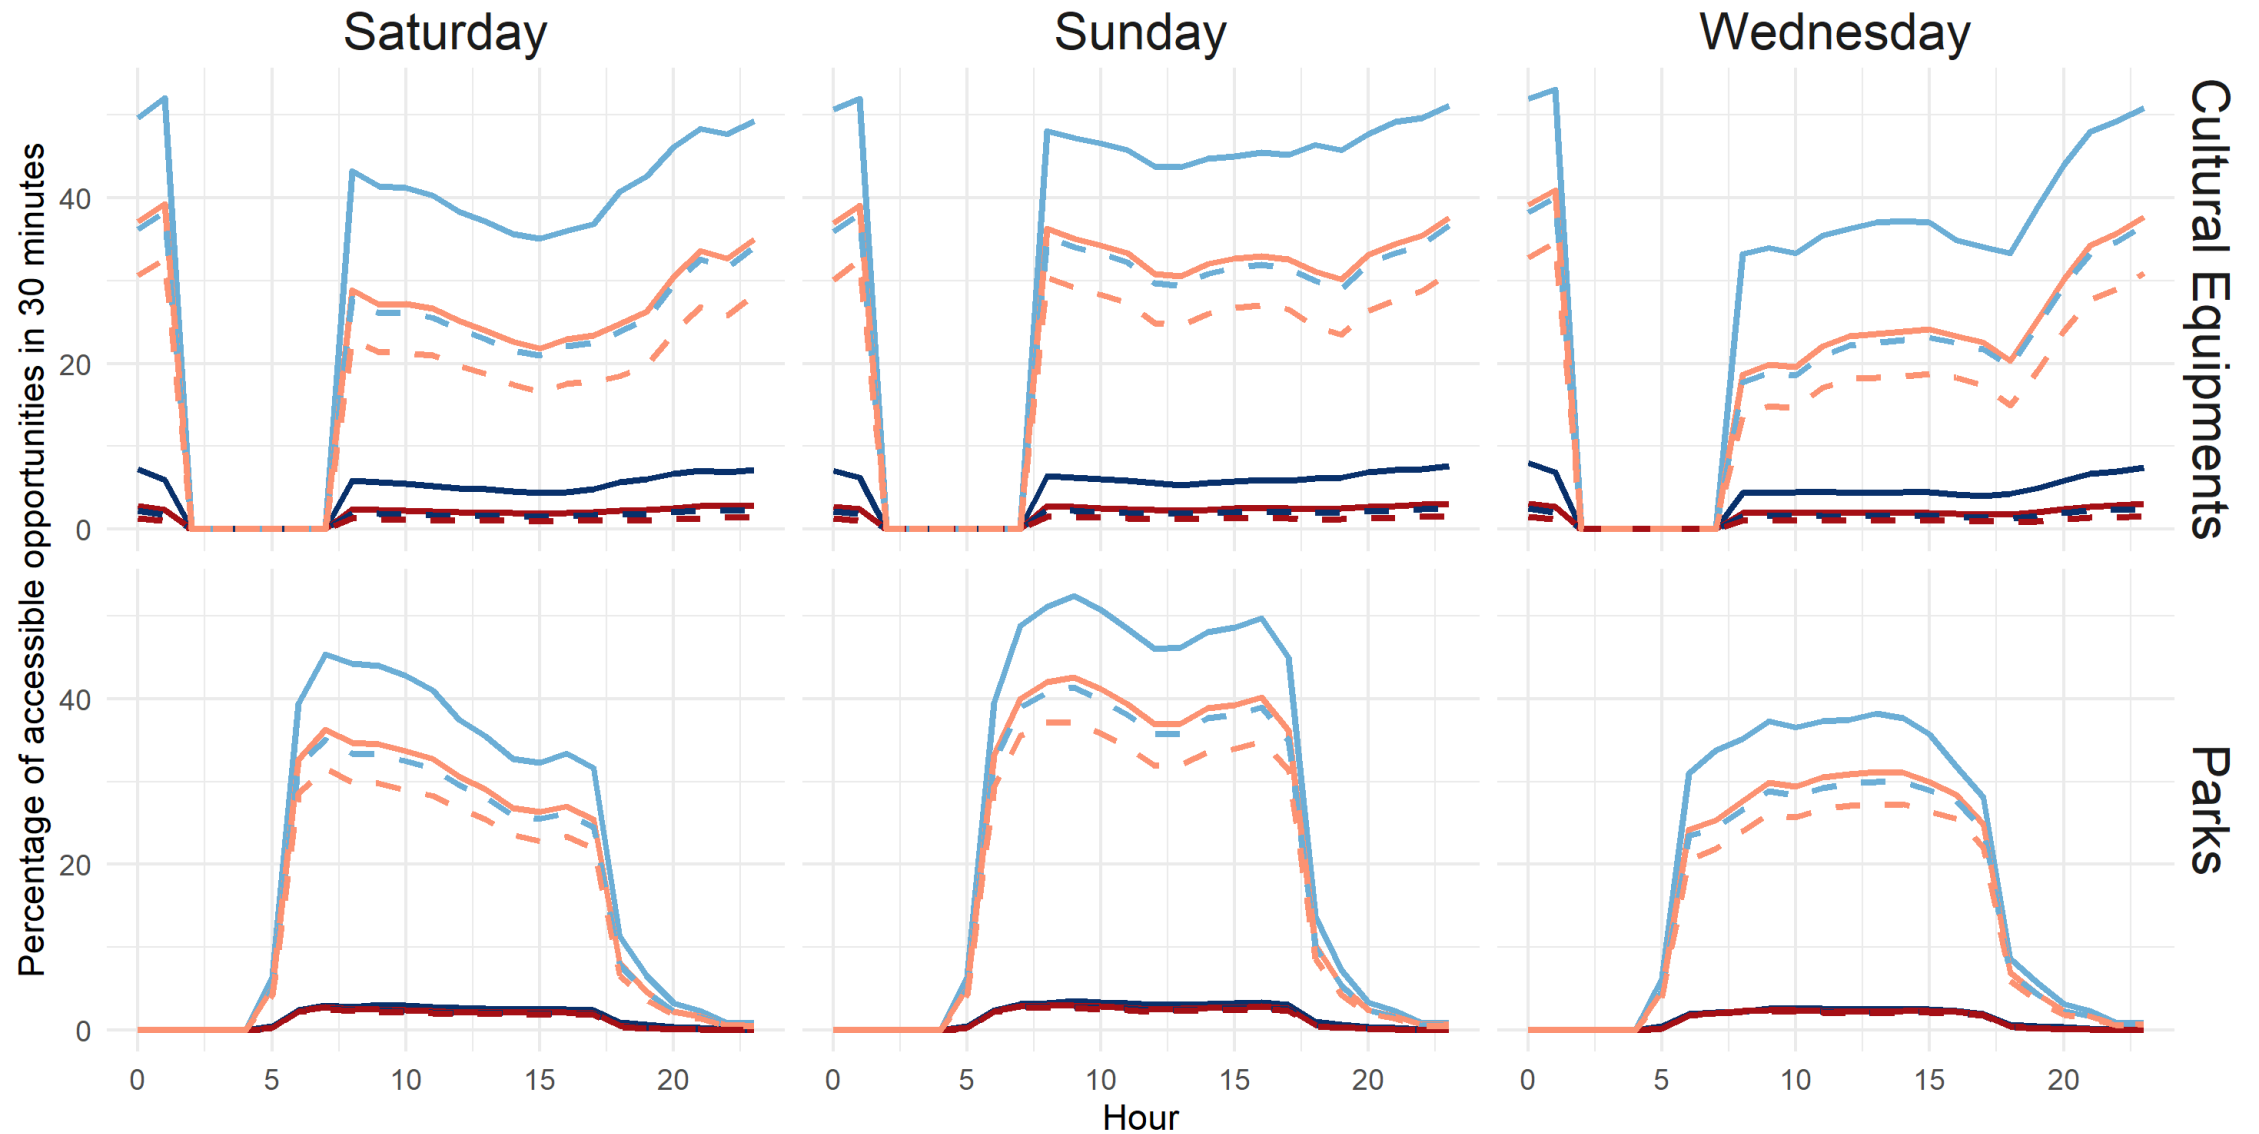 Saturday
Sunday
Wednesday
Percentage of accessible opportunities in 30 minutes
40
20
0
Cultural Equipments
40
20
0
Parks
0 5 10 15 20
0 5 10 15 20
0 5 10 15 20
Hour